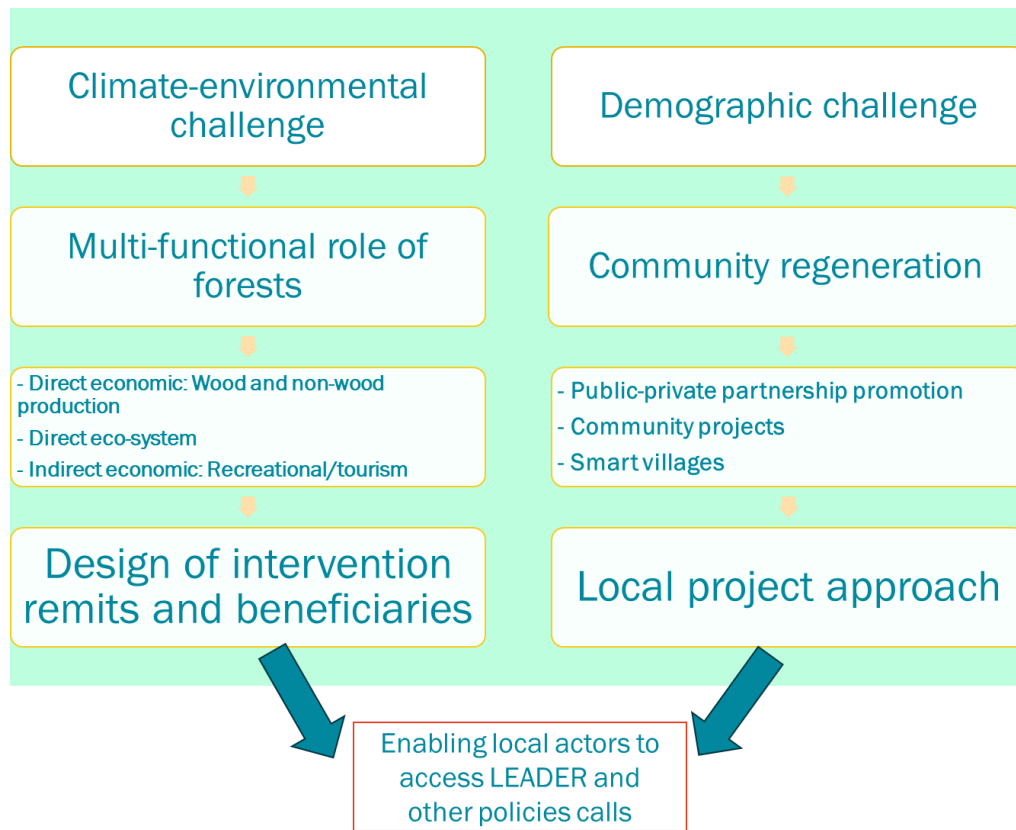 Climate-environmental
challenge
Multi-functional role of
forests
- Direct economic: Wood and non-wood
production
- Direct eco-system
- Indirect economic: Recreational/tourism
Design of intervention
remits and beneficiaries
Demographic challenge
Community regeneration
- Public-private partnership promotion
- Community projects
- Smart villages
Local project approach
Enabling local actors to
access LEADER and
other policies calls